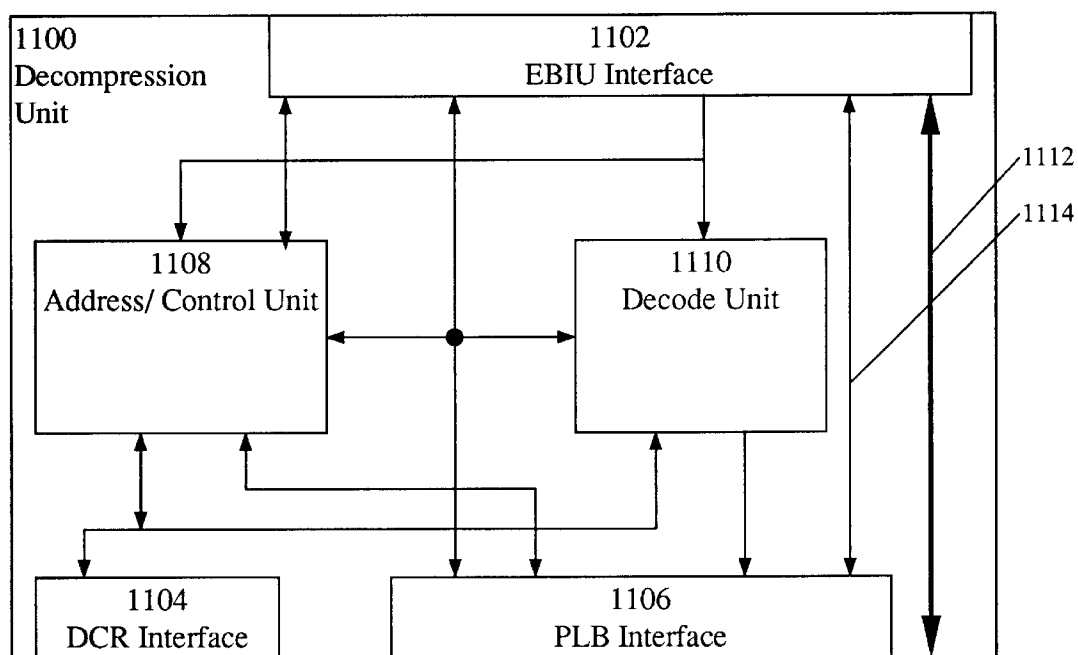 1100
Decompression
Unit
1102
EBIU Interface
1112
1114
1108
Address/ Control Unit
1110
Decode Unit
1104
DCR Interface
1106
PLB Interface